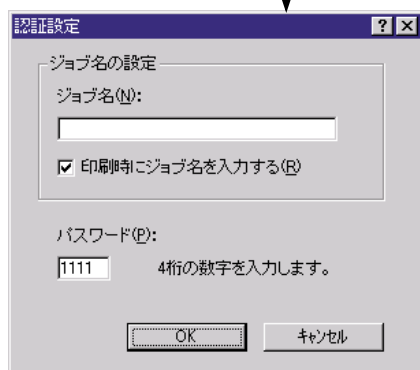 認証設定
ジョブ名の設定
ジョブ名(N):
印刷時にジョブ名を入力する(R)
パスワード(P):
1111 4桁の数字を入力します。
OK キャンセル